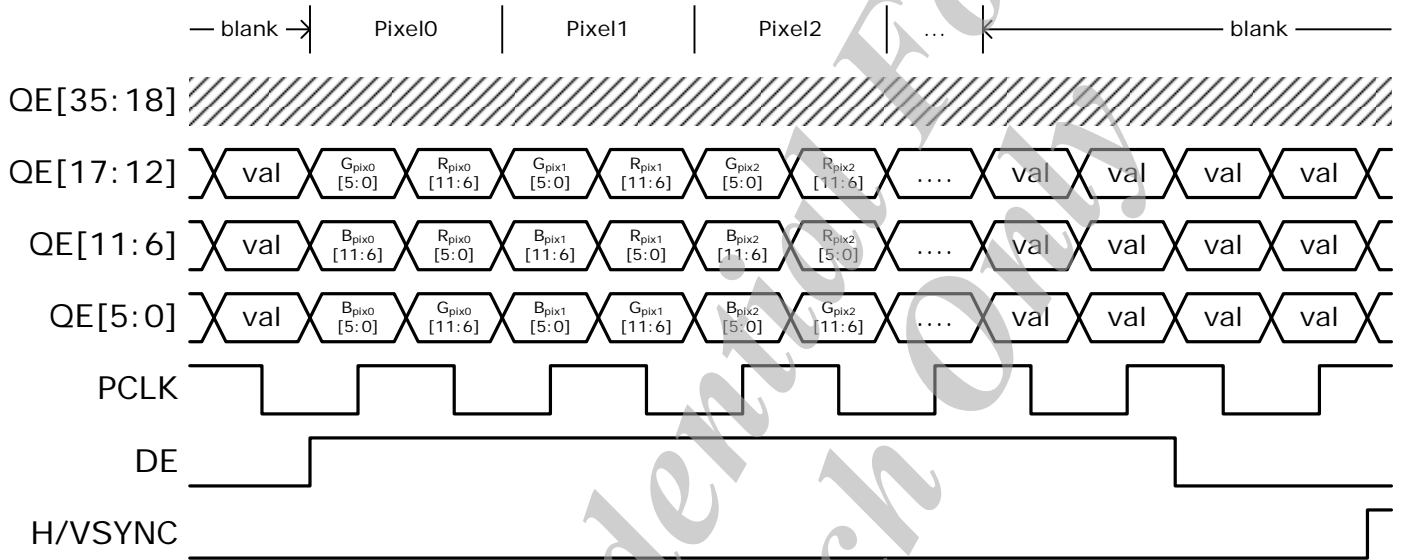 blank Pixel0 Pixel1 Pixel2 ... blank
QE[35:18]
QE[17:12] val Gpix0 [5:0] Rpix0 [11:6] Gpix1 [5:0] Rpix1 [11:6] Gpix2 [5:0] Rpix2 [11:6] .... val val val val
QE[11:6] val Bpix0 [11:6] Rpix0 [5:0] Bpix1 [11:6] Rpix1 [5:0] Bpix2 [11:6] Rpix2 [5:0] .... val val val val
QE[5:0] val Bpix0 [5:0] Gpix0 [11:6] Bpix1 [5:0] Gpix1 [11:6] Bpix2 [5:0] Gpix2 [11:6] .... val val val val
PCLK
DE
H/VSYNC
Only